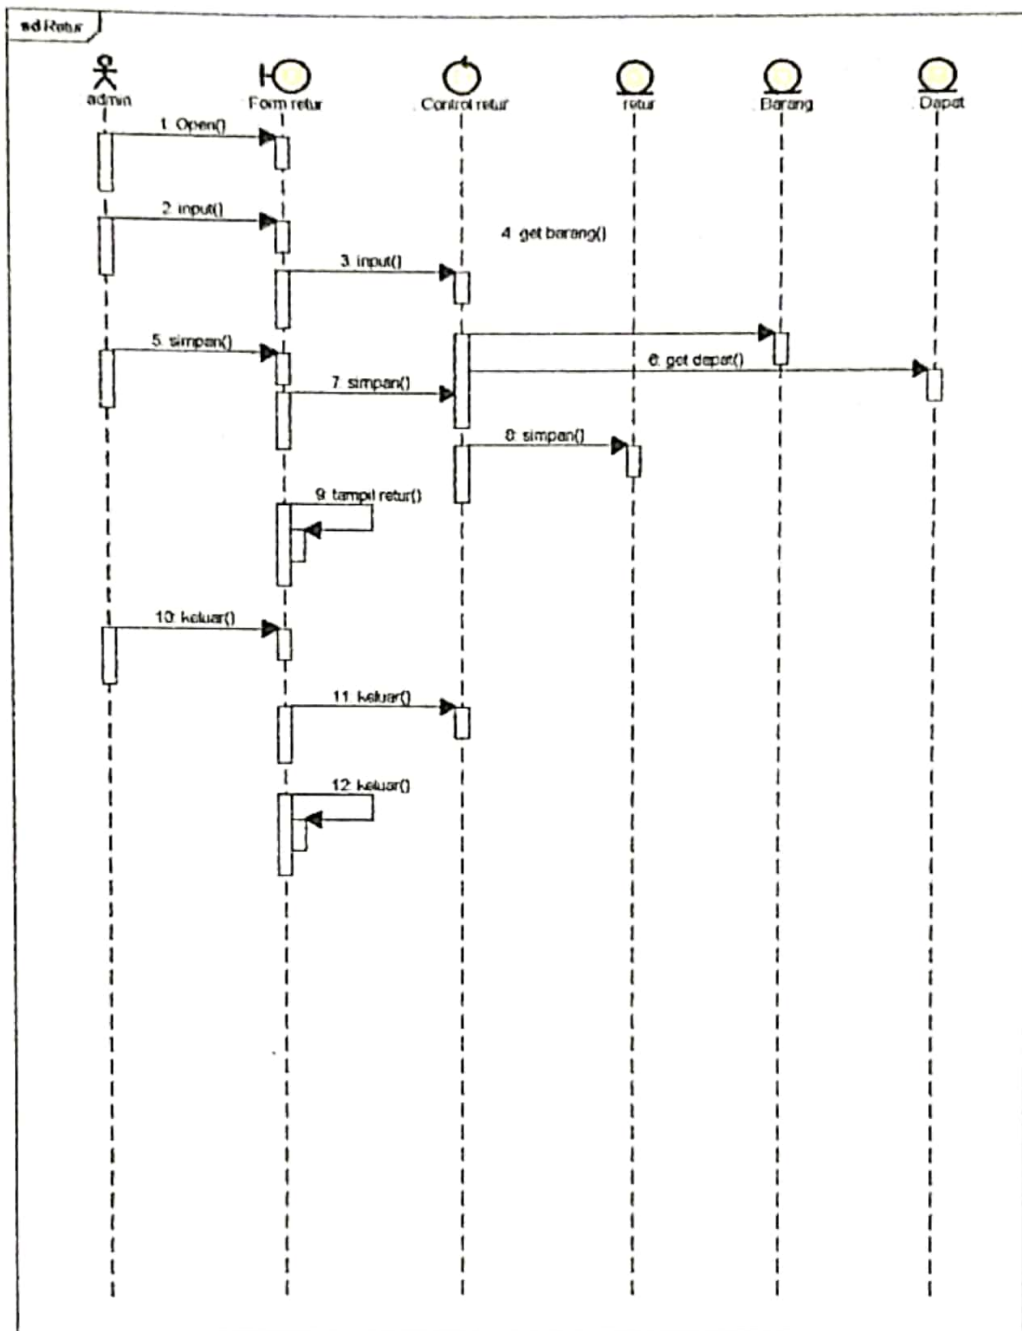 sd Retur
admin
Form retur
Control retur
retur
Barang
Dapat
1: Open()
2: input()
4: get barang()
3: input()
5: simpan()
6: get dapat()
7: simpan()
8: simpan()
9: tampil retur()
10: keluar()
11: keluar()
12: keluar()